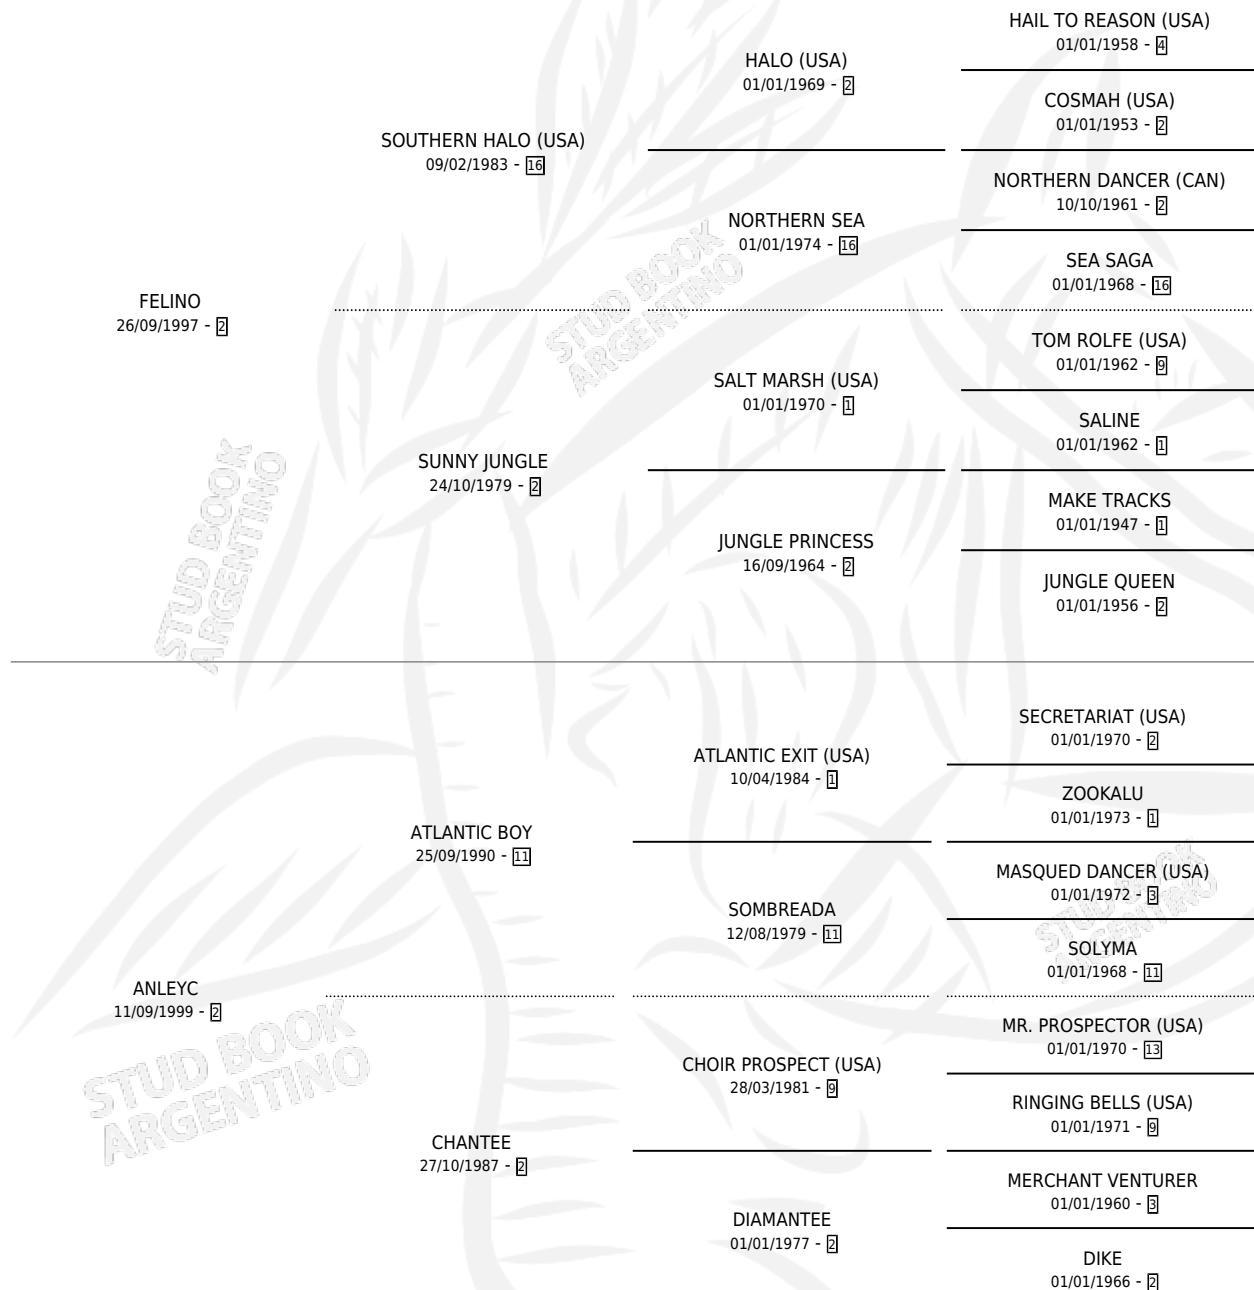 HAIL TO REASON (USA)
01/01/1958 - 4
HALO (USA)
01/01/1969 - 2
COSMAH (USA)
01/01/1953 - 2
SOUTHERN HALO (USA)
09/02/1983 - 16
NORTHERN DANCER (CAN)
10/10/1961 - 2
NORTHERN SEA
01/01/1974 - 16
SEA SAGA
01/01/1968 - 16
FELINO
26/09/1997 - 2
STUD BOOK
ARGENTINO
TOM ROLFE (USA)
01/01/1962 - 9
SALT MARSH (USA)
01/01/1970 - 1
SALINE
01/01/1962 - 1
SUNNY JUNGLE
24/10/1979 - 2
MAKE TRACKS
01/01/1947 - 1
JUNGLE PRINCESS
16/09/1964 - 2
JUNGLE QUEEN
01/01/1956 - 2
STUD BOOK
ARGENTINO
SECRETARIAT (USA)
01/01/1970 - 2
ATLANTIC EXIT (USA)
10/04/1984 - 1
ZOOKALU
01/01/1973 - 1
ATLANTIC BOY
25/09/1990 - 11
MASQUED DANCER (USA)
01/01/1972 - 3
SOMBREADA
12/08/1979 - 11
SOLYMA
01/01/1968 - 11
STUD BOOK
ARGENTINO
ANLEYC
11/09/1999 - 2
MR. PROSPECTOR (USA)
01/01/1970 - 13
CHOIR PROSPECT (USA)
28/03/1981 - 9
RINGING BELLS (USA)
01/01/1971 - 9
STUD BOOK
ARGENTINO
CHANTEE
27/10/1987 - 2
MERCHANT VENTURER
01/01/1960 - 3
DIAMANTEE
01/01/1977 - 2
DIKE
01/01/1966 - 2